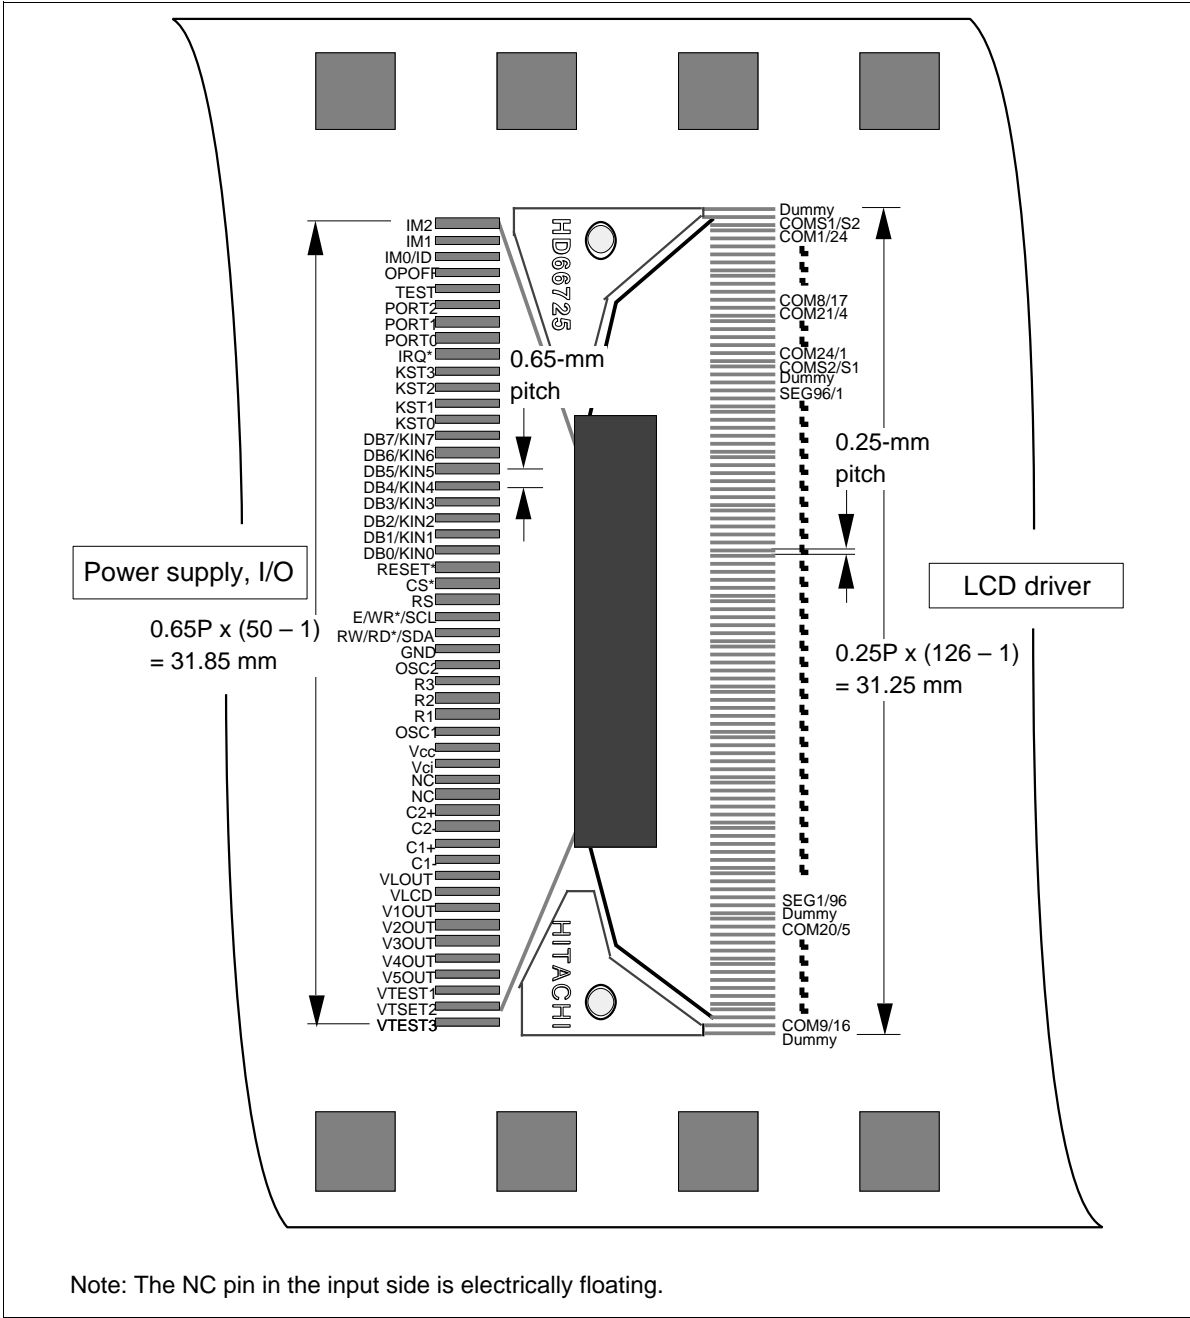 IM2
IM1
IM0/ID
OPOFF
TEST
PORT2
PORT1
PORT0
IRQ*
KST3
KST2
KST1
KST0
DB7/KIN7
DB6/KIN6
DB5/KIN5
DB4/KIN4
DB3/KIN3
DB2/KIN2
DB1/KIN1
DB0/KIN0
RESET*
CS*
RS
E/WR*/SCL
RW/RD*/SDA
GND
OSC2
R3
R2
R1
OSC1
Vcc
Vci
NC
NC
C2+
C2-
C1+
C1-
VLOUT
VLCD
V1OUT
V2OUT
V3OUT
V4OUT
V5OUT
VTEST1
VTSET2
VTEST3
Power supply, I/O
0.65P x (50 – 1)
= 31.85 mm
HD66725
0.65-mm
pitch
HITACHI
Dummy
COMS1/S2
COM1/24
COM8/17
COM21/4
COM24/1
COMS2/S1
Dummy
SEG96/1
SEG1/96
Dummy
COM20/5
COM9/16
Dummy
0.25-mm
pitch
LCD driver
0.25P x (126 – 1)
= 31.25 mm
Note: The NC pin in the input side is electrically floating.